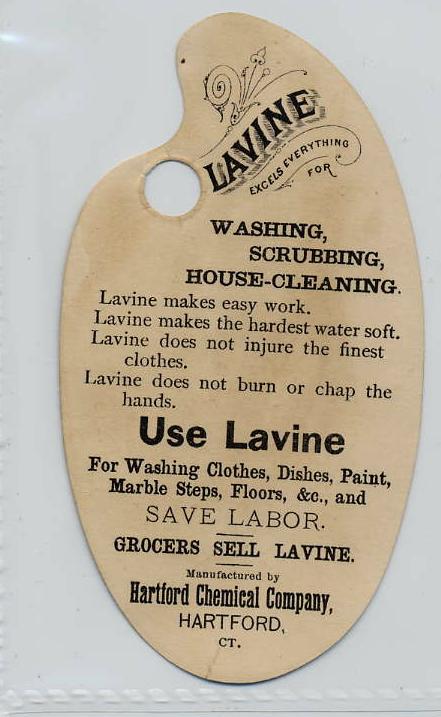 LAVINE
EXCELS EVERYTHING
FOR
WASHING,
SCRUBBING,
HOUSE-CLEANING.
Lavine makes easy work.
Lavine makes the hardest water soft.
Lavine does not injure the finest
clothes.
Lavine does not burn or chap the
hands.
Use Lavine
For Washing Clothes, Dishes, Paint,
Marble Steps, Floors, &c., and
SAVE LABOR.
GROCERS SELL LAVINE.
Manufactured by
Hartford Chemical Company,
HARTFORD,
CT.